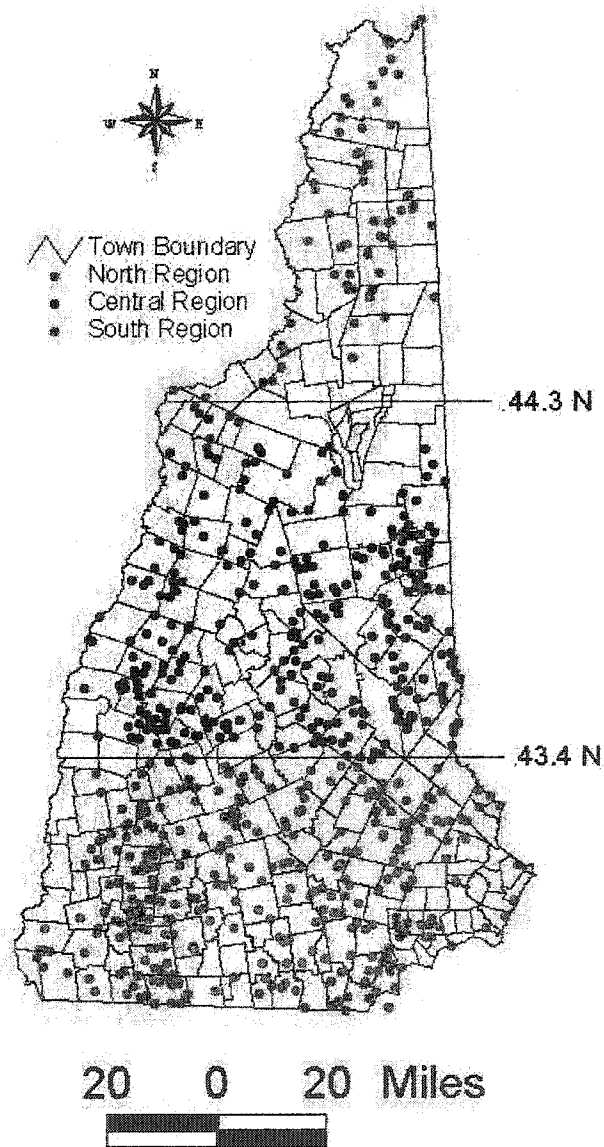 N
W E
S
Town Boundary
North Region
Central Region
South Region
44.3 N
43.4 N
20 0 20 Miles